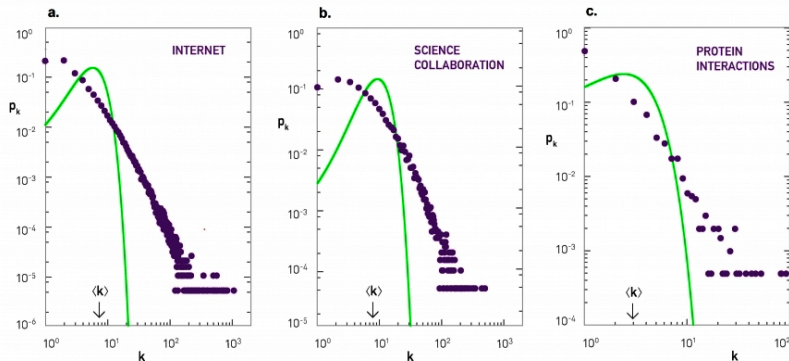 a.
INTERNET
10⁰
10⁻¹
10⁻²
10⁻³
10⁻⁴
10⁻⁵
10⁻⁶
pₖ
⟨k⟩
10⁰
10¹
10²
10³
k
b.
SCIENCE
COLLABORATION
10⁰
10⁻¹
10⁻²
10⁻³
10⁻⁴
10⁻⁵
pₖ
⟨k⟩
10⁰
10¹
10²
10³
k
c.
PROTEIN
INTERACTIONS
10⁰
10⁻¹
10⁻²
10⁻³
10⁻⁴
pₖ
⟨k⟩
10⁰
10¹
10²
k